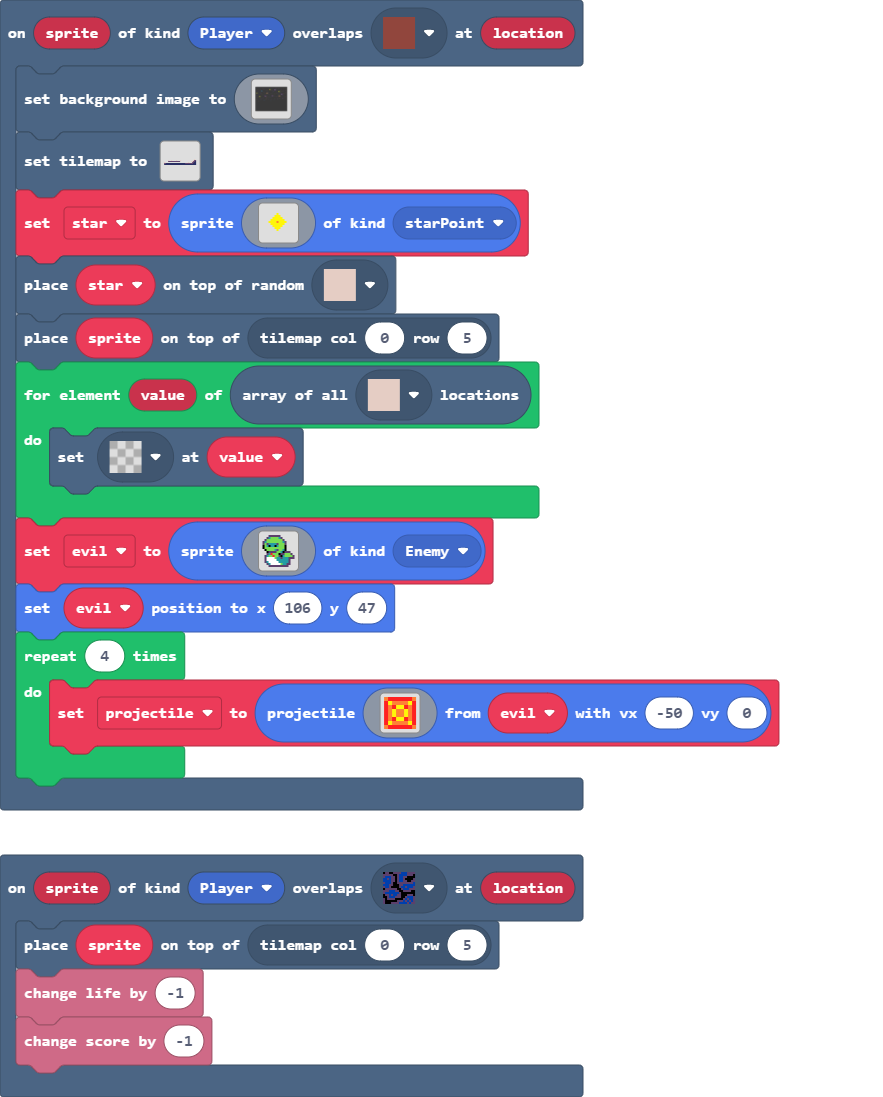 on sprite of kind Player overlaps at location
set background image to
set tilemap to
set star to sprite of kind starPoint
place star on top of random
place sprite on top of tilemap col 0 row 5
for element value of array of all locations
do
set at value
set evil to sprite of kind Enemy
set evil position to x 106 y 47
repeat 4 times
do
set projectile to projectile from evil with vx -50 vy 0
on sprite of kind Player overlaps at location
place sprite on top of tilemap col 0 row 5
change life by -1
change score by -1